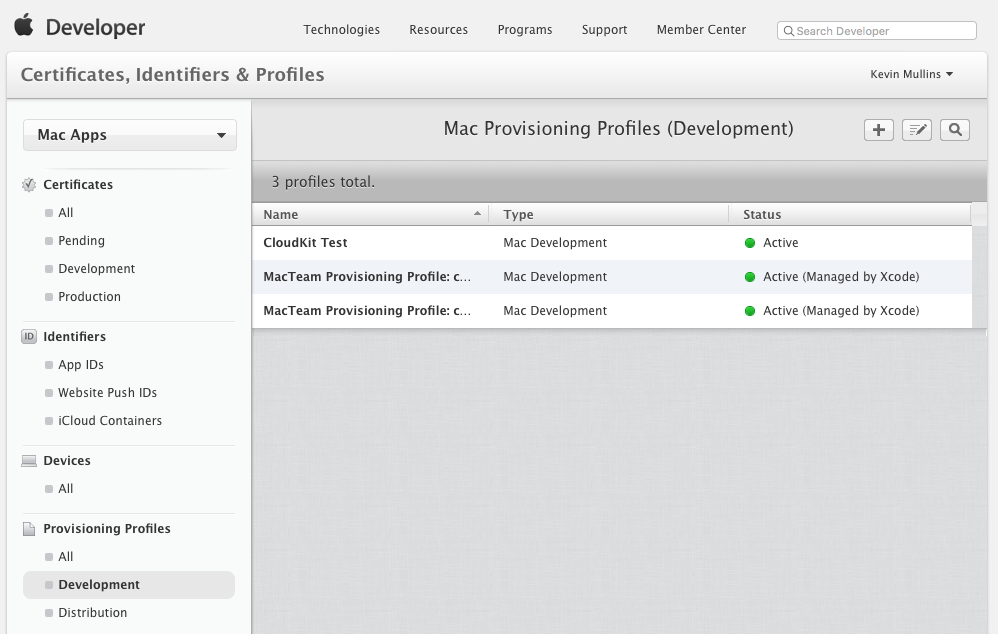 Developer
Technologies Resources Programs Support Member Center Search Developer
Certificates, Identifiers & Profiles
Kevin Mullins
Mac Apps
Certificates
All
Pending
Development
Production
ID Identifiers
App IDs
Website Push IDs
iCloud Containers
Devices
All
Provisioning Profiles
All
Development
Distribution
Mac Provisioning Profiles (Development)
3 profiles total.
Name Type Status
CloudKit Test Mac Development Active
MacTeam Provisioning Profile: c... Mac Development Active (Managed by Xcode)
MacTeam Provisioning Profile: c... Mac Development Active (Managed by Xcode)